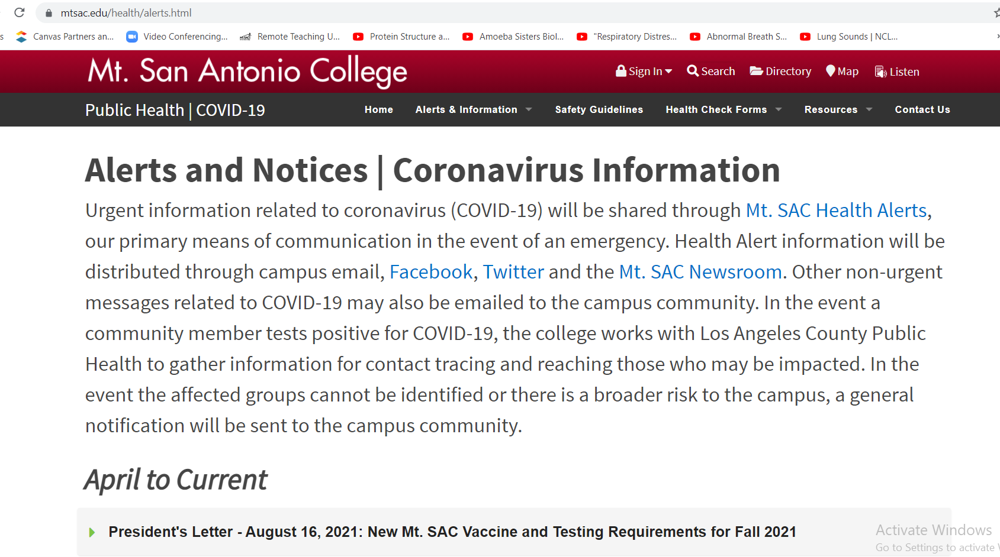 mtsac.edu/health/alerts.html
s Canvas Partners an... Video Conferencing... Remote Teaching U... Protein Structure a... Amoeba Sisters Biol... "Respiratory Distres... Abnormal Breath S... Lung Sounds | NCL...
Mt. San Antonio College Sign In Search Directory Map Listen
Public Health | COVID-19 Home Alerts & Information Safety Guidelines Health Check Forms Resources Contact Us
Alerts and Notices | Coronavirus Information
Urgent information related to coronavirus (COVID-19) will be shared through Mt. SAC Health Alerts,
our primary means of communication in the event of an emergency. Health Alert information will be
distributed through campus email, Facebook, Twitter and the Mt. SAC Newsroom. Other non-urgent
messages related to COVID-19 may also be emailed to the campus community. In the event a
community member tests positive for COVID-19, the college works with Los Angeles County Public
Health to gather information for contact tracing and reaching those who may be impacted. In the
event the affected groups cannot be identified or there is a broader risk to the campus, a general
notification will be sent to the campus community.
April to Current
President's Letter - August 16, 2021: New Mt. SAC Vaccine and Testing Requirements for Fall 2021
Activate Windows
Go to Settings to activate